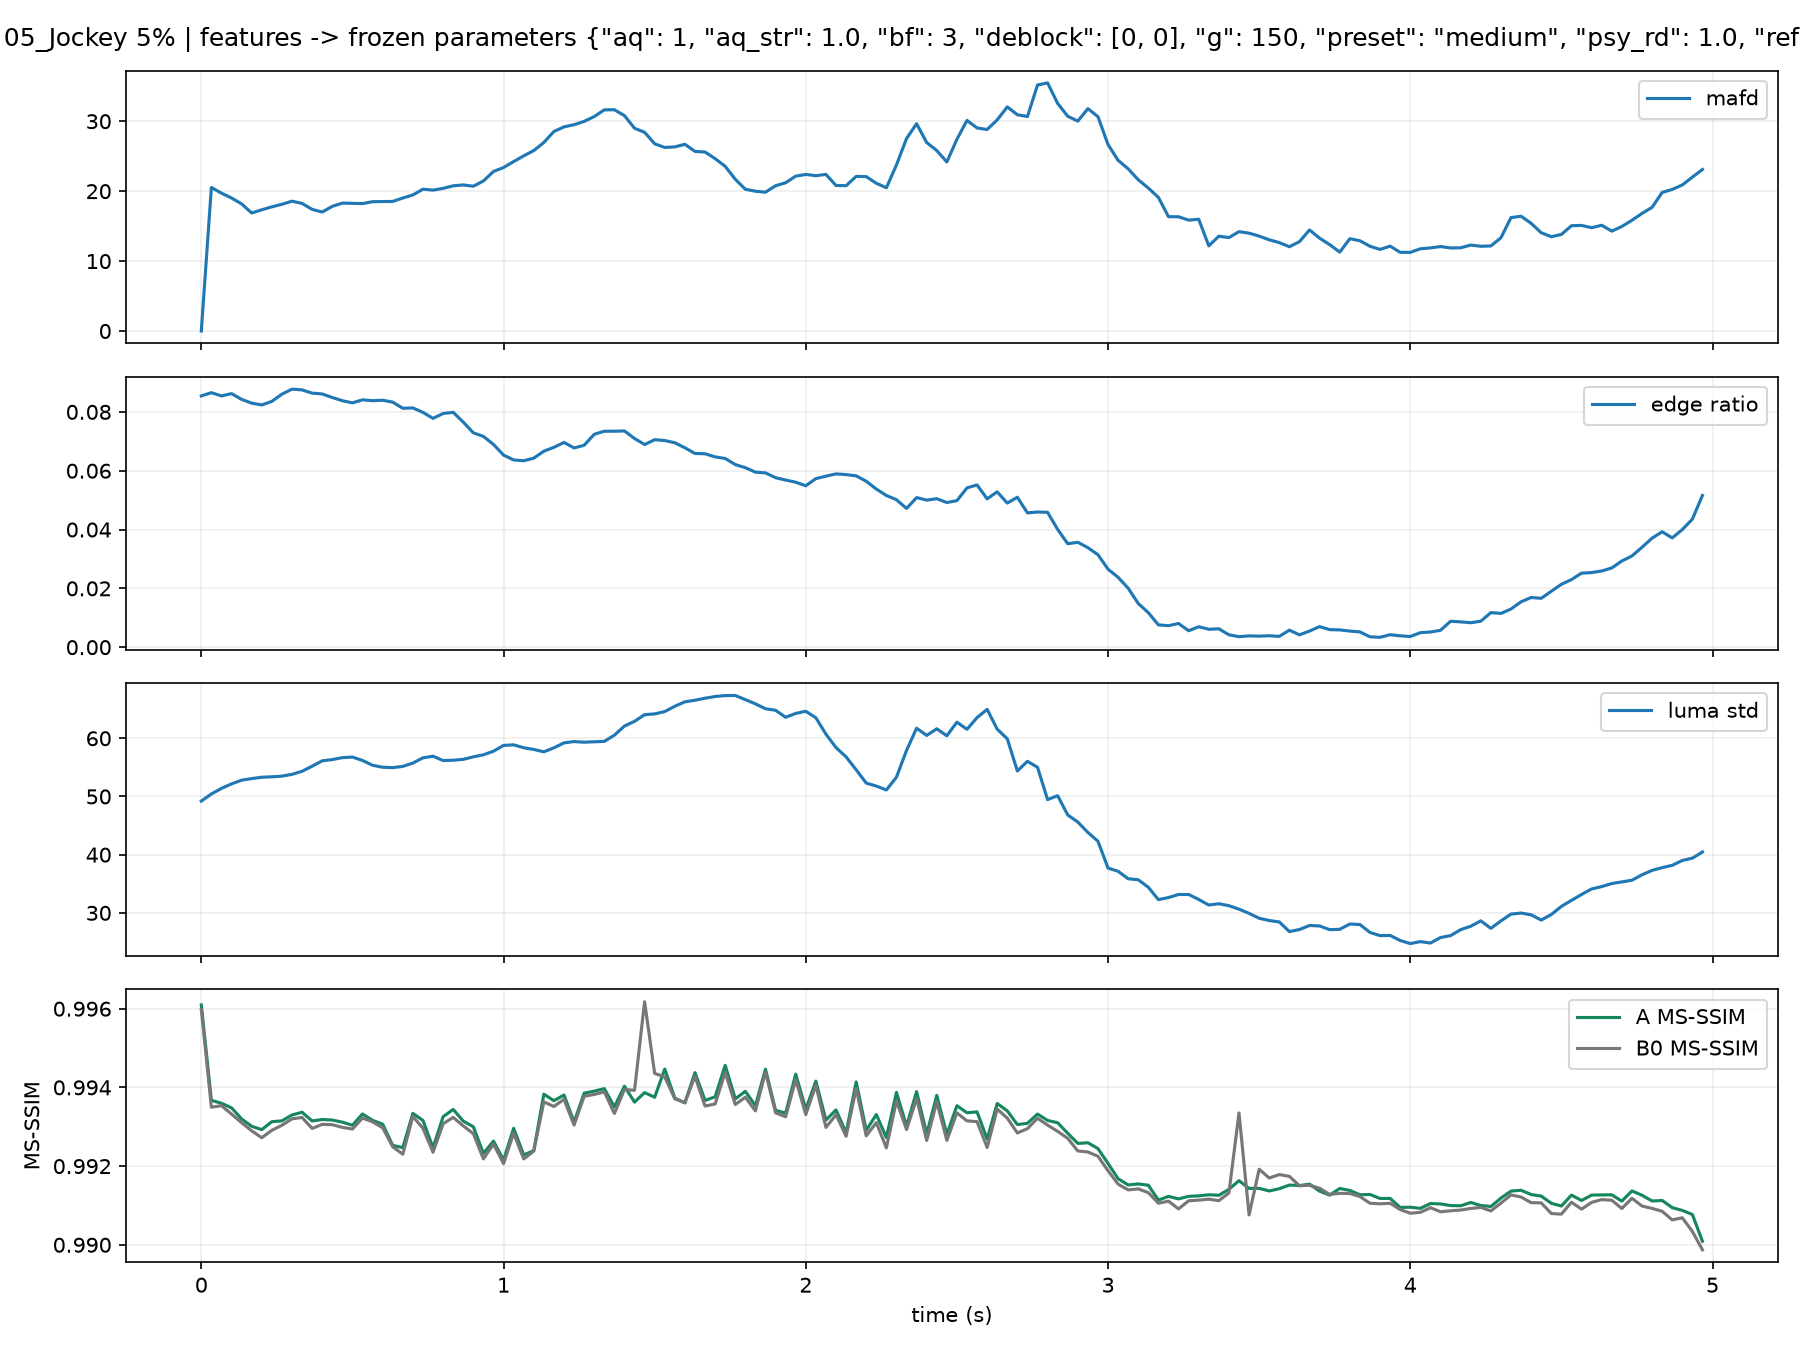 05_Jockey 5% | features -> frozen parameters {"aq": 1, "aq_str": 1.0, "bf": 3, "deblock": [0, 0], "g": 150, "preset": "medium", "psy_rd": 1.0, "ref
mafd
30
20
10
0
edge ratio
0.08
0.06
0.04
0.02
0.00
luma std
60
50
40
30
A MS-SSIM
B0 MS-SSIM
MS-SSIM
0.996
0.994
0.992
0.990
0 1 2 3 4 5
time (s)